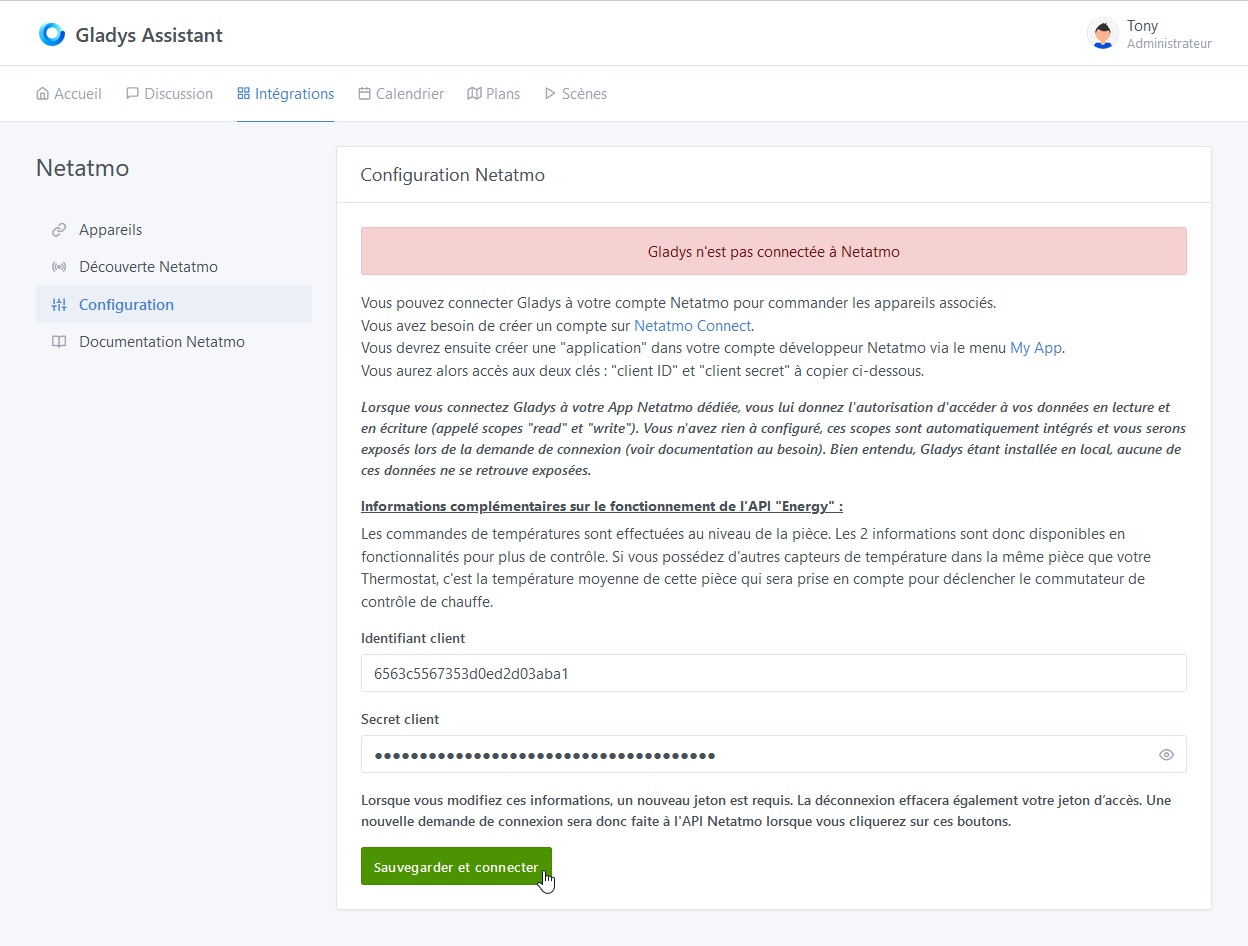 Gladys Assistant
Tony
Administrateur
Accueil
Discussion
Intégrations
Calendrier
Plans
Scènes
Netatmo
Appareils
Découverte Netatmo
Configuration
Documentation Netatmo
Configuration Netatmo
Gladys n'est pas connectée à Netatmo
Vous pouvez connecter Gladys à votre compte Netatmo pour commander les appareils associés.
Vous avez besoin de créer un compte sur Netatmo Connect.
Vous devrez ensuite créer une "application" dans votre compte développeur Netatmo via le menu My App.
Vous aurez alors accès aux deux clés : "client ID" et "client secret" à copier ci-dessous.
Lorsque vous connectez Gladys à votre App Netatmo dédiée, vous lui donnez l'autorisation d'accéder à vos données en lecture et
en écriture (appelé scopes "read" et "write"). Vous n'avez rien à configuré, ces scopes sont automatiquement intégrés et vous serons
exposés lors de la demande de connexion (voir documentation au besoin). Bien entendu, Gladys étant installée en local, aucune de
ces données ne se retrouve exposées.
Informations complémentaires sur le fonctionnement de l'API "Energy" :
Les commandes de températures sont effectuées au niveau de la pièce. Les 2 informations sont donc disponibles en
fonctionnalités pour plus de contrôle. Si vous possédez d'autres capteurs de température dans la même pièce que votre
Thermostat, c'est la température moyenne de cette pièce qui sera prise en compte pour déclencher le commutateur de
contrôle de chauffe.
Identifiant client
6563c5567353d0ed2d03aba1
Secret client
Lorsque vous modifiez ces informations, un nouveau jeton est requis. La déconnexion effacera également votre jeton d’accès. Une
nouvelle demande de connexion sera donc faite à l'API Netatmo lorsque vous cliquerez sur ces boutons.
Sauvegarder et connecter